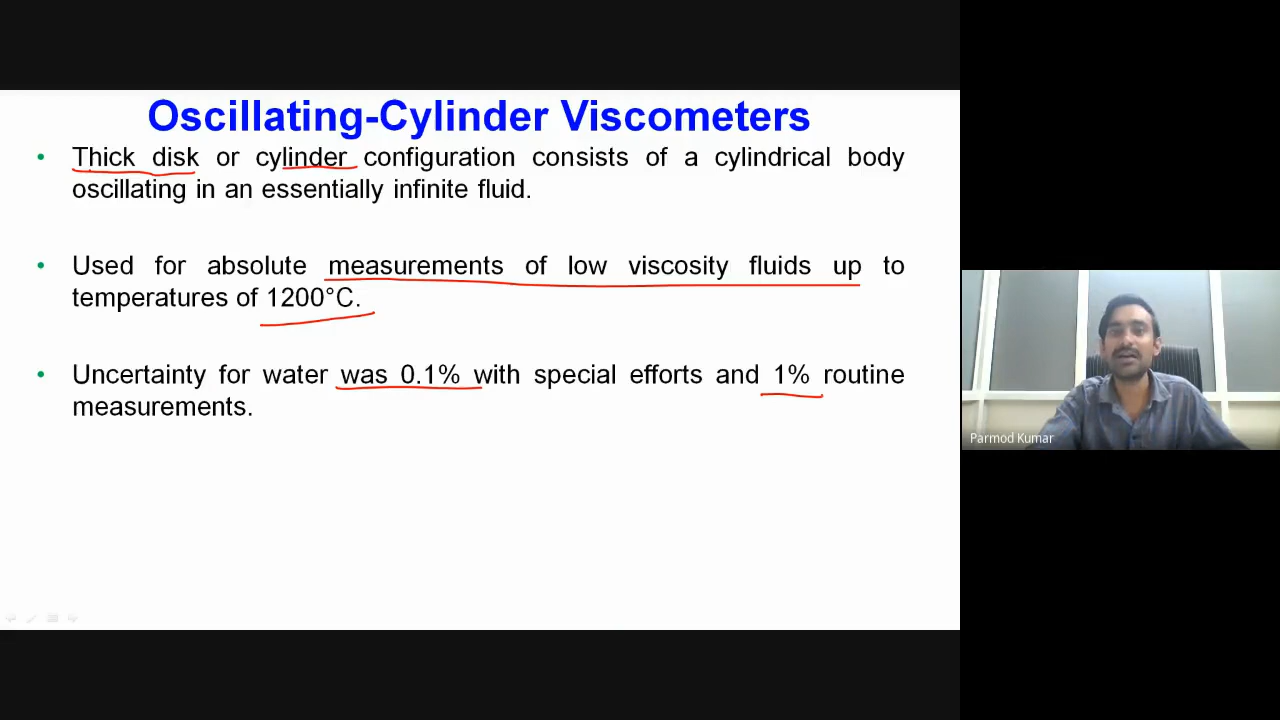 Oscillating-Cylinder Viscometers
• Thick disk or cylinder configuration consists of a cylindrical body
oscillating in an essentially infinite fluid.
• Used for absolute measurements of low viscosity fluids up to
temperatures of 1200°C.
• Uncertainty for water was 0.1% with special efforts and 1% routine
measurements.
Parmod Kumar